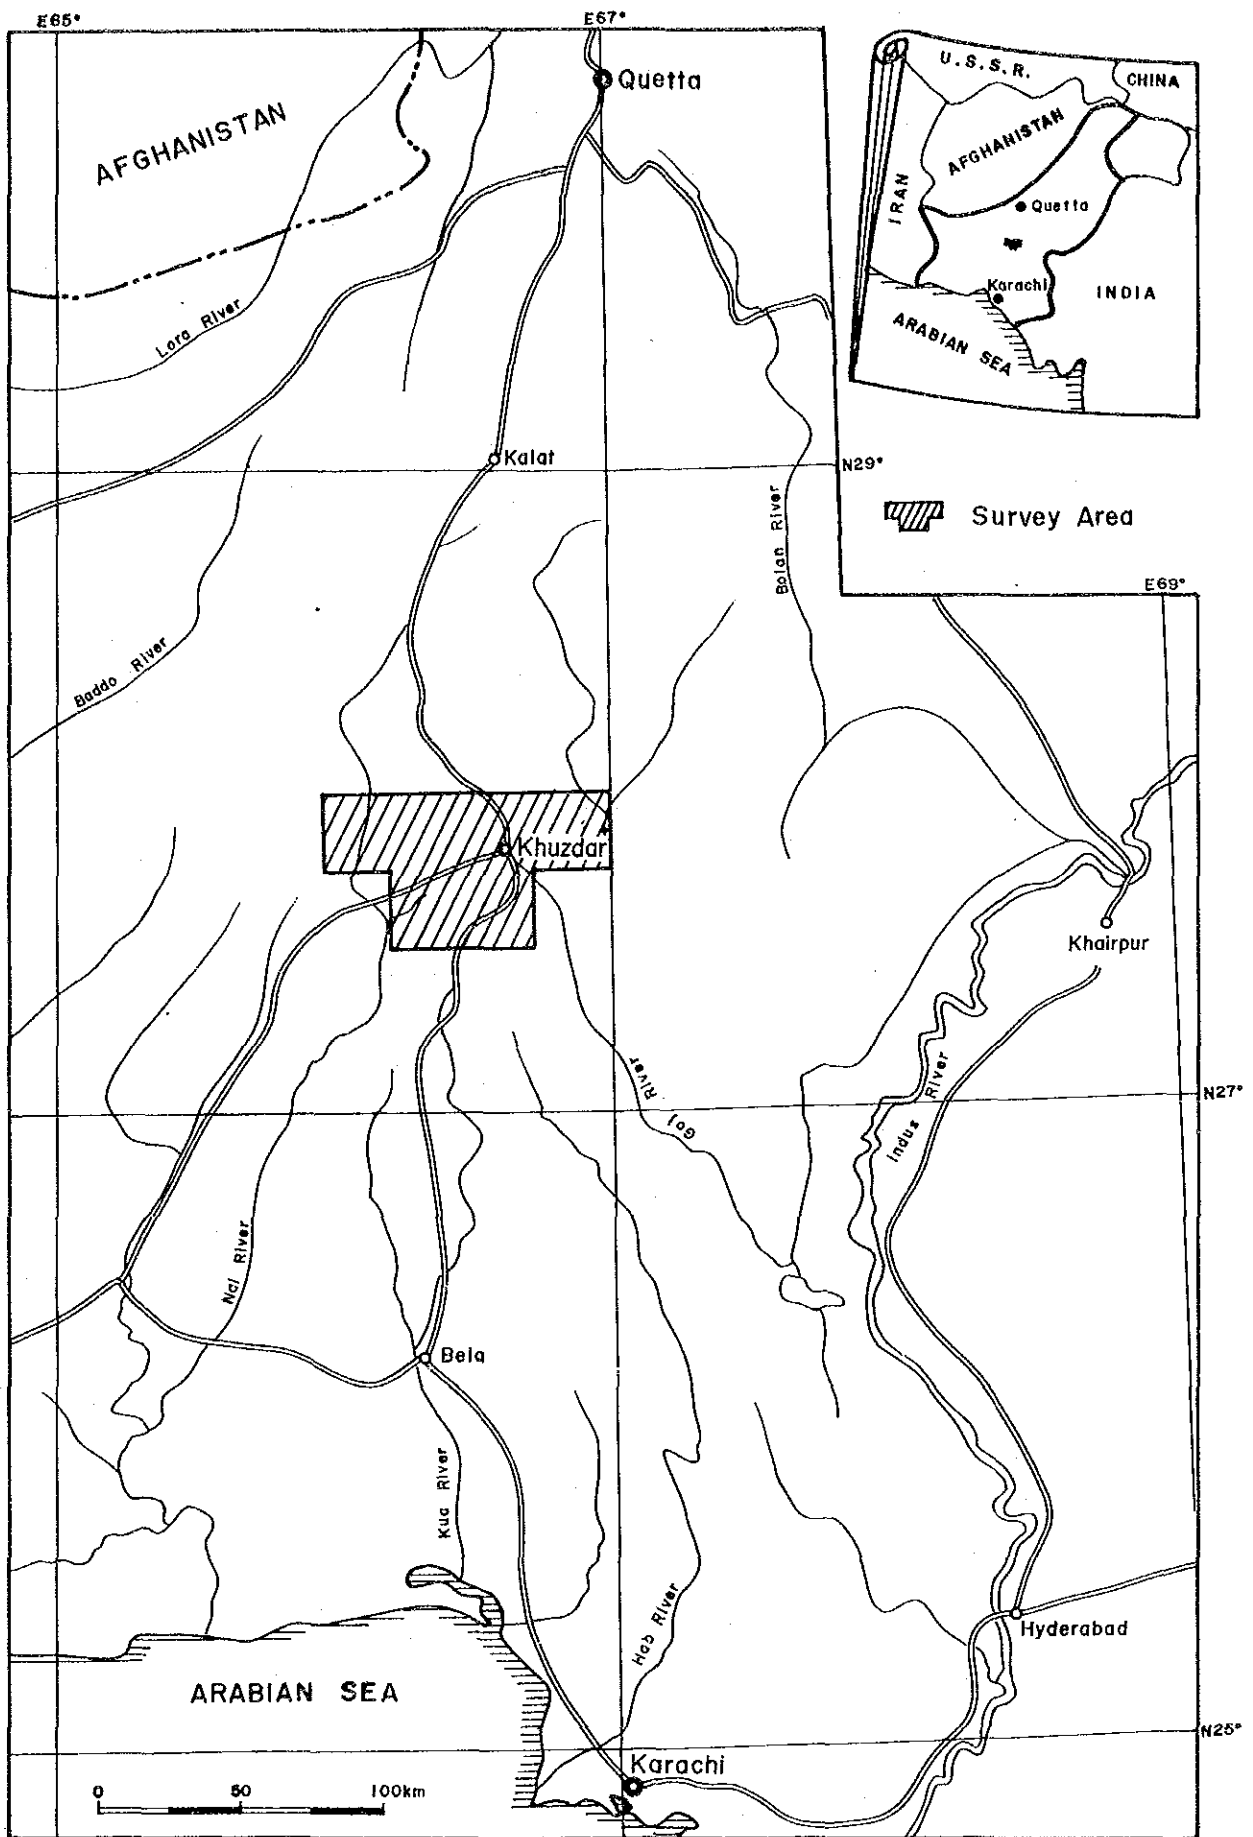 E65°
E67°
Quetta
AFGHANISTAN
U.S.S.R.
CHINA
AFGHANISTAN
IRAN
Quetta
Karachi
INDIA
ARABIAN SEA
Lora River
Kalat
N29°
Survey Area
Bolan River
E69°
Baddo River
Khuzdar
Khairpur
River
Goj
Indus River
N27°
Nal River
Bela
Kua River
Hab River
Hyderabad
ARABIAN SEA
N25°
Karachi
0 50 100km